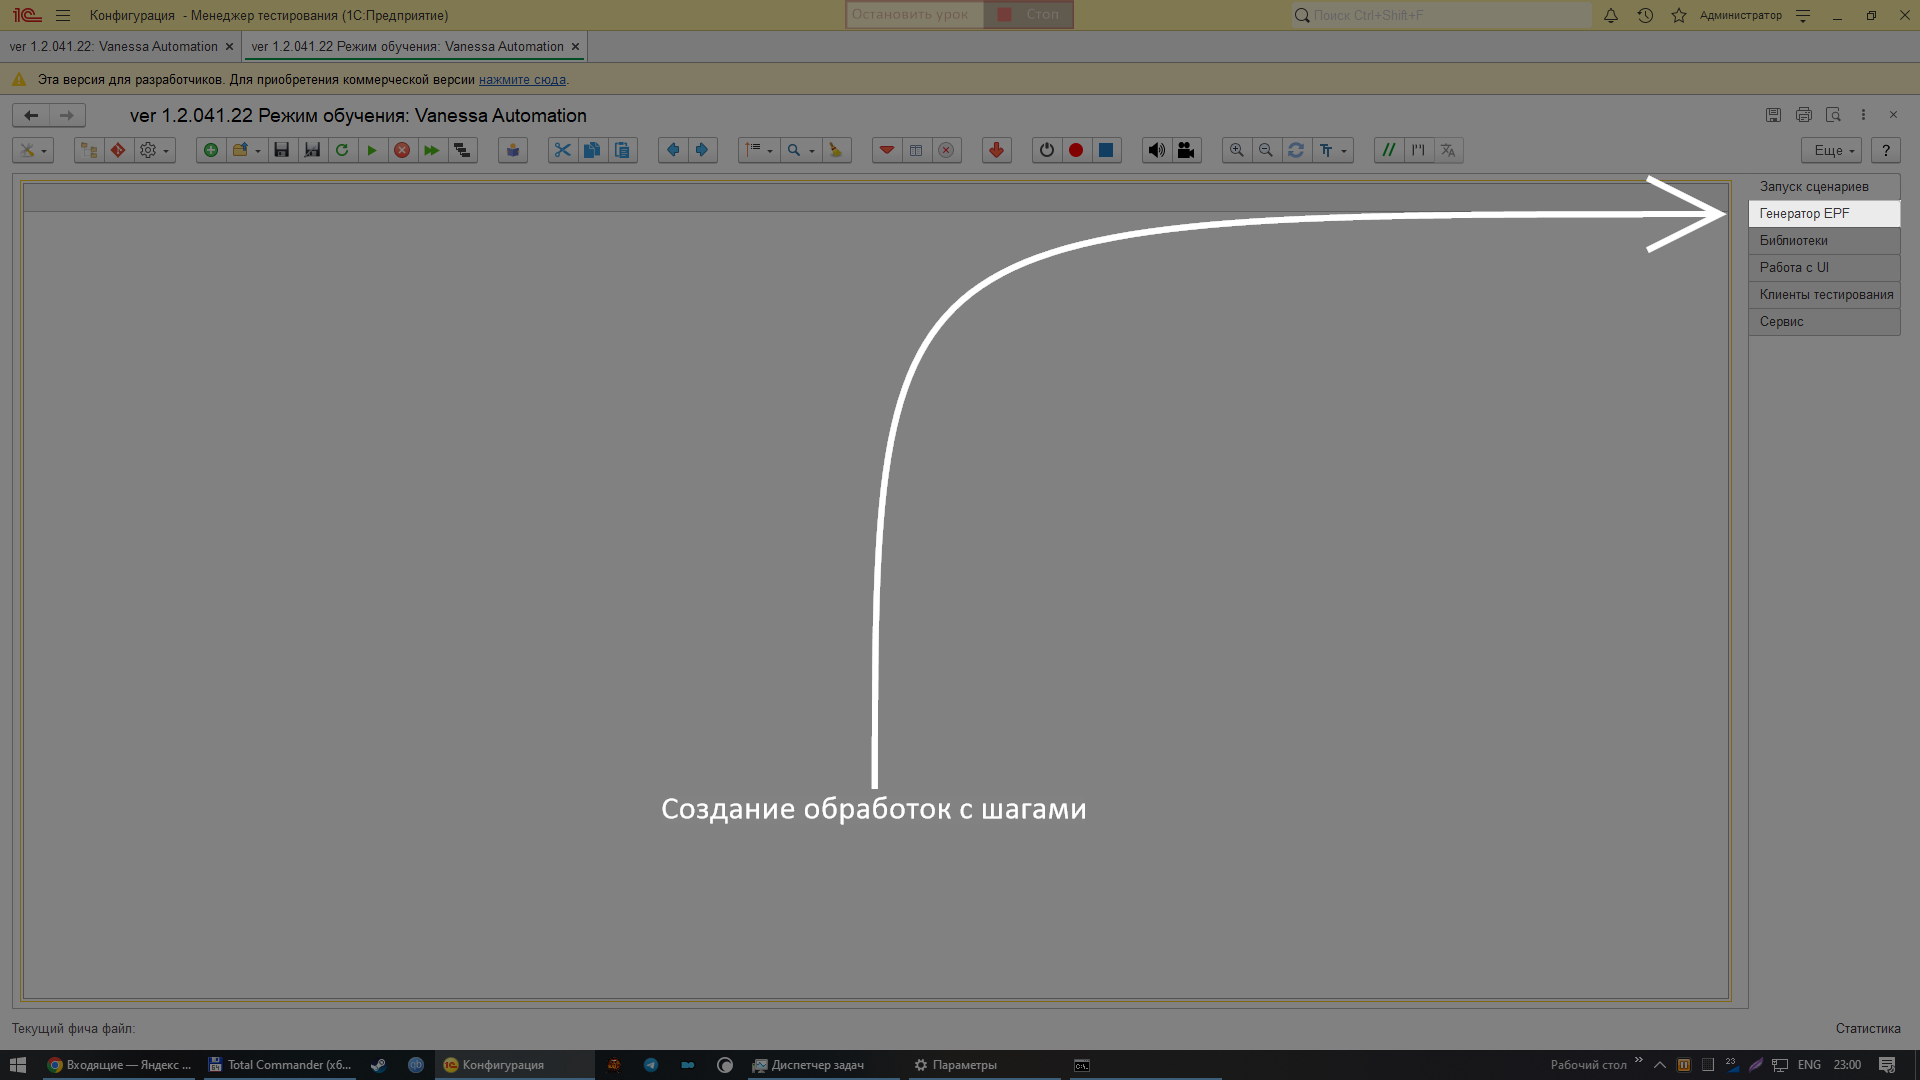 Конфигурация - Менеджер тестирования (1С:Предприятие)
Остановить урок
Стоп
Поиск Ctrl+Shift+F
Администратор
ver 1.2.041.22: Vanessa Automation
ver 1.2.041.22 Режим обучения: Vanessa Automation
Эта версия для разработчиков. Для приобретения коммерческой версии нажмите сюда.
ver 1.2.041.22 Режим обучения: Vanessa Automation
Еще
?
Запуск сценариев
Генератор EPF
Библиотеки
Работа с UI
Клиенты тестирования
Сервис
Создание обработок с шагами
Текущий фича файл:
Статистика
Входящие — Яндекс ...
Total Commander (x6...
Конфигурация
Диспетчер задач
Параметры
Рабочий стол
23
ENG
23:00